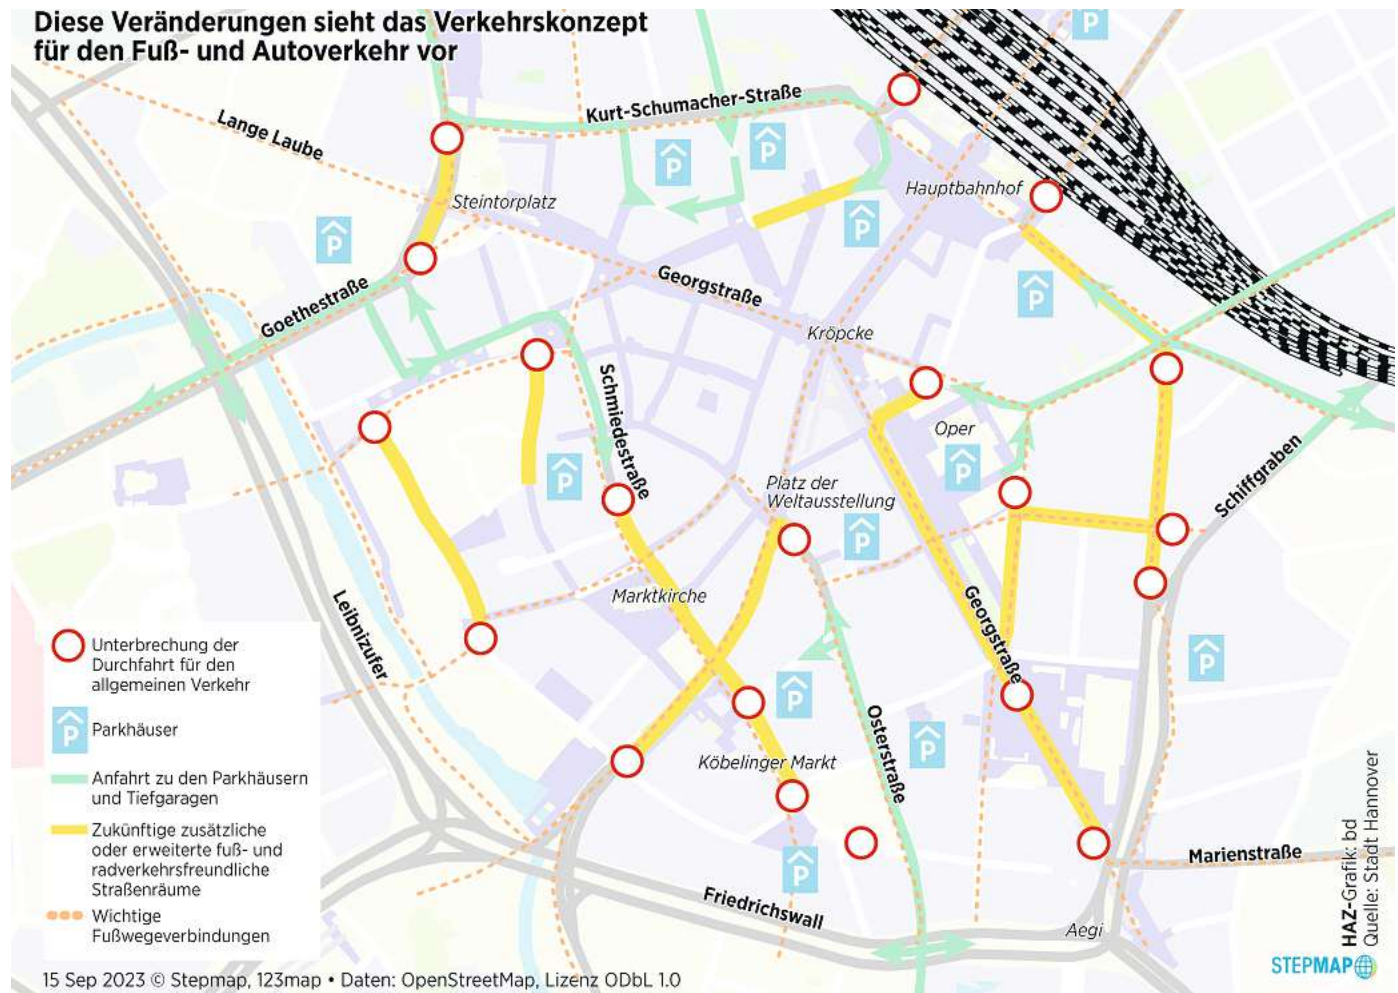 Diese Veränderungen sieht das Verkehrskonzept
für den Fuß- und Autoverkehr vor
P
Kurt-Schumacher-Straße
Lange Laube
P
P
Hauptbahnhof
Steintorplatz
P
P
Georgstraße
P
Goethestraße
Kröpcke
Schmiedestraße
Oper
Schiffgraben
P
P
Platz der
Weltausstellung
P
Marktkirche
Georgstraße
Leibnizufer
P
P
Osterstraße
P
Köbelinger Markt
P
Marienstraße
Friedrichswall
Aegi
Unterbrechung der
Durchfahrt für den
allgemeinen Verkehr
P
Parkhäuser
Anfahrt zu den Parkhäusern
und Tiefgaragen
Zukünftige zusätzliche
oder erweiterte fuß- und
radverkehrsfreundliche
Straßenräume
Wichtige
Fußwegeverbindungen
HAZ-Grafik: bd
Quelle: Stadt Hannover
STEPMAP
15 Sep 2023 © Stepmap, 123map • Daten: OpenStreetMap, Lizenz ODbL 1.0